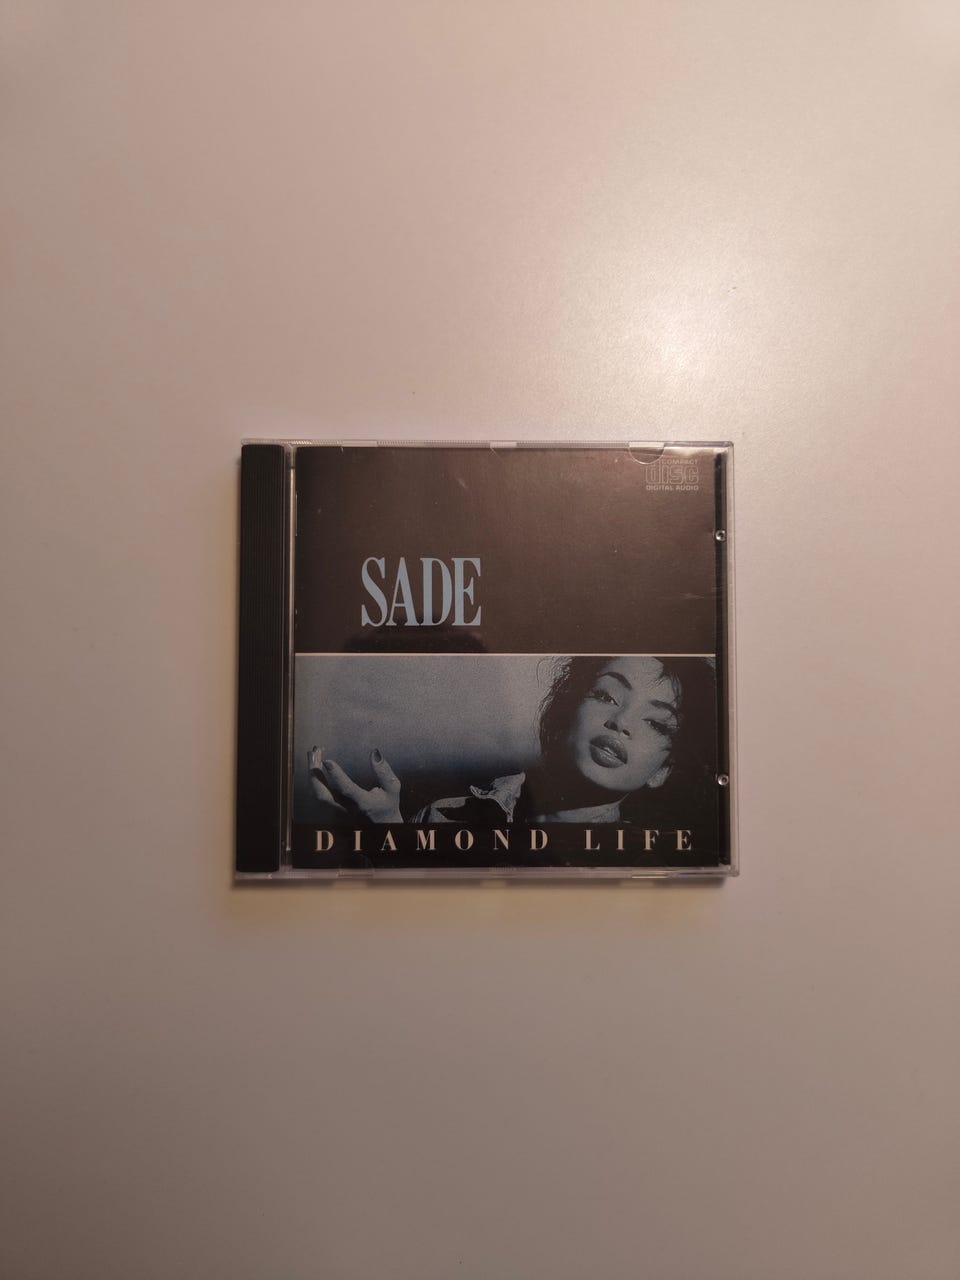 COMPACT
disc
DIGITAL AUDIO
SADE
DIAMOND LIFE